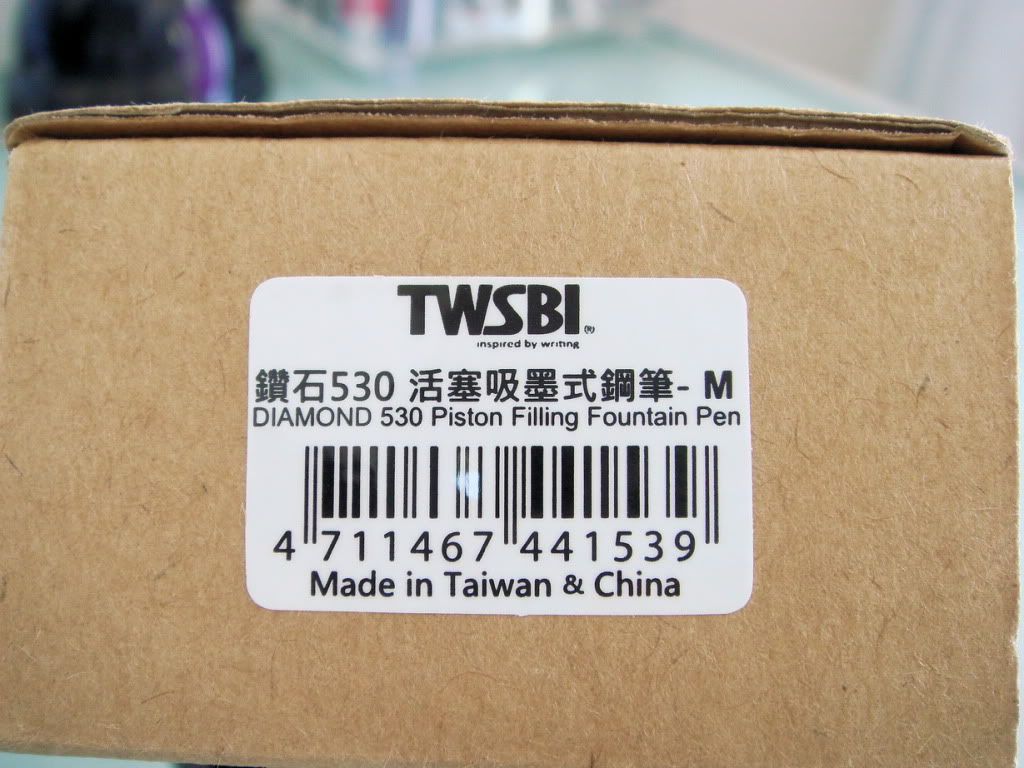 TWSBI®
inspired by writing
鑽石530 活塞吸墨式鋼筆- M
DIAMOND 530 Piston Filling Fountain Pen
4 711467 441539
Made in Taiwan & China